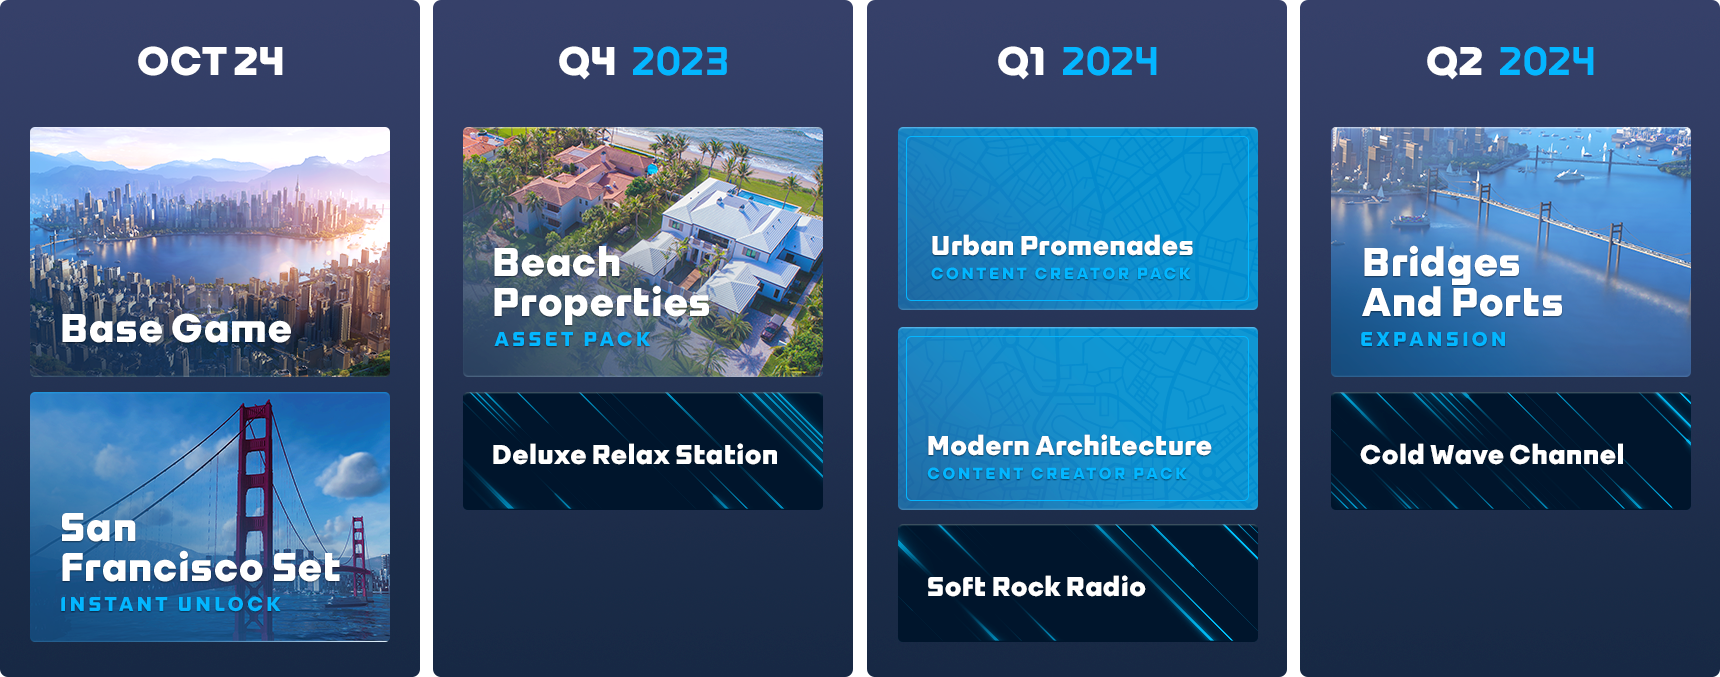 OCT 24
Base Game
San
Francisco Set
INSTANT UNLOCK
Q4 2023
Beach
Properties
ASSET PACK
Deluxe Relax Station
Q1 2024
Urban Promenades
CONTENT CREATOR PACK
Modern Architecture
CONTENT CREATOR PACK
Soft Rock Radio
Q2 2024
Bridges
And Ports
EXPANSION
Cold Wave Channel